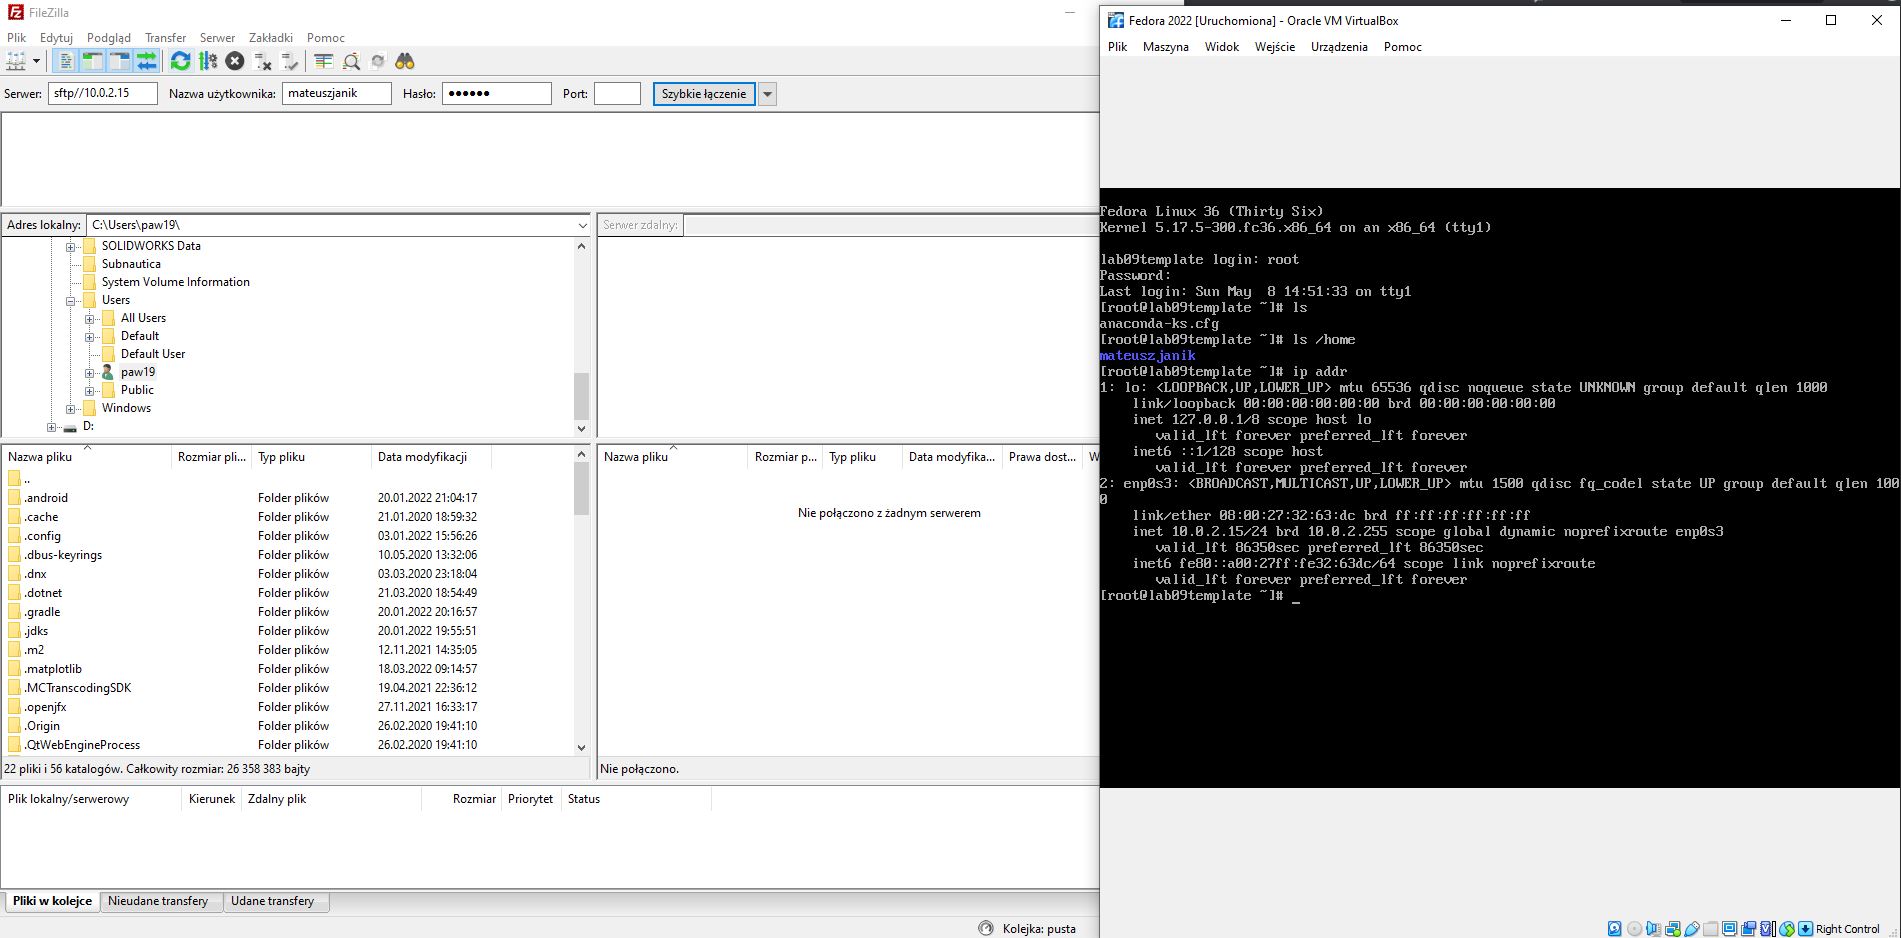 FileZilla
Plik Edytuj Podgląd Transfer Serwer Zakładki Pomoc
Serwer: sftp//10.0.2.15 Nazwa użytkownika: mateuszjanik Hasło: ●●●●●● Port: Szybkie łączenie
Adres lokalny: C:\Users\paw19\
SOLIDWORKS Data
Subnautica
System Volume Information
Users
All Users
Default
Default User
paw19
Public
Windows
D:
Serwer zdalny:
Nazwa pliku Rozmiar pli... Typ pliku Data modyfikacji
..
.android Folder plików 20.01.2022 21:04:17
.cache Folder plików 21.01.2020 18:59:32
.config Folder plików 03.01.2022 15:56:26
.dbus-keyrings Folder plików 10.05.2020 13:32:06
.dnx Folder plików 03.03.2020 23:18:04
.dotnet Folder plików 21.03.2020 18:54:49
.gradle Folder plików 20.01.2022 20:16:57
.jdks Folder plików 20.01.2022 19:55:51
.m2 Folder plików 12.11.2021 14:35:05
.matplotlib Folder plików 18.03.2022 09:14:57
.MCTranscodingSDK Folder plików 19.04.2021 22:36:12
.openjfx Folder plików 27.11.2021 16:33:17
.Origin Folder plików 26.02.2020 19:41:10
.QtWebEngineProcess Folder plików 26.02.2020 19:41:10
22 pliki i 56 katalogów. Całkowity rozmiar: 26 358 383 bajty
Nazwa pliku Rozmiar p... Typ pliku Data modyfika... Prawa dost... W
Nie połączono z żadnym serwerem
Nie połączono.
Plik lokalny/serwerowy Kierunek Zdalny plik Rozmiar Priorytet Status
Pliki w kolejce Nieudane transfery Udane transfery
Kolejka: pusta
Fedora 2022 [Uruchomiona] - Oracle VM VirtualBox
Plik Maszyna Widok Wejście Urządzenia Pomoc
Fedora Linux 36 (Thirty Six)
Kernel 5.17.5-300.fc36.x86_64 on an x86_64 (tty1)
lab09template login: root
Password:
Last login: Sun May  8 14:51:33 on tty1
[root@lab09template ~]# ls
anaconda-ks.cfg
[root@lab09template ~]# ls /home
mateuszjanik
[root@lab09template ~]# ip addr
1: lo: <LOOPBACK,UP,LOWER_UP> mtu 65536 qdisc noqueue state UNKNOWN group default qlen 1000
link/loopback 00:00:00:00:00:00 brd 00:00:00:00:00:00
inet 127.0.0.1/8 scope host lo
valid_lft forever preferred_lft forever
inet6 ::1/128 scope host
valid_lft forever preferred_lft forever
2: enp0s3: <BROADCAST,MULTICAST,UP,LOWER_UP> mtu 1500 qdisc fq_codel state UP group default qlen 100
0
link/ether 08:00:27:32:63:dc brd ff:ff:ff:ff:ff:ff
inet 10.0.2.15/24 brd 10.0.2.255 scope global dynamic noprefixroute enp0s3
valid_lft 86350sec preferred_lft 86350sec
inet6 fe80::a00:27ff:fe32:63dc/64 scope link noprefixroute
valid_lft forever preferred_lft forever
[root@lab09template ~]# _
Right Control